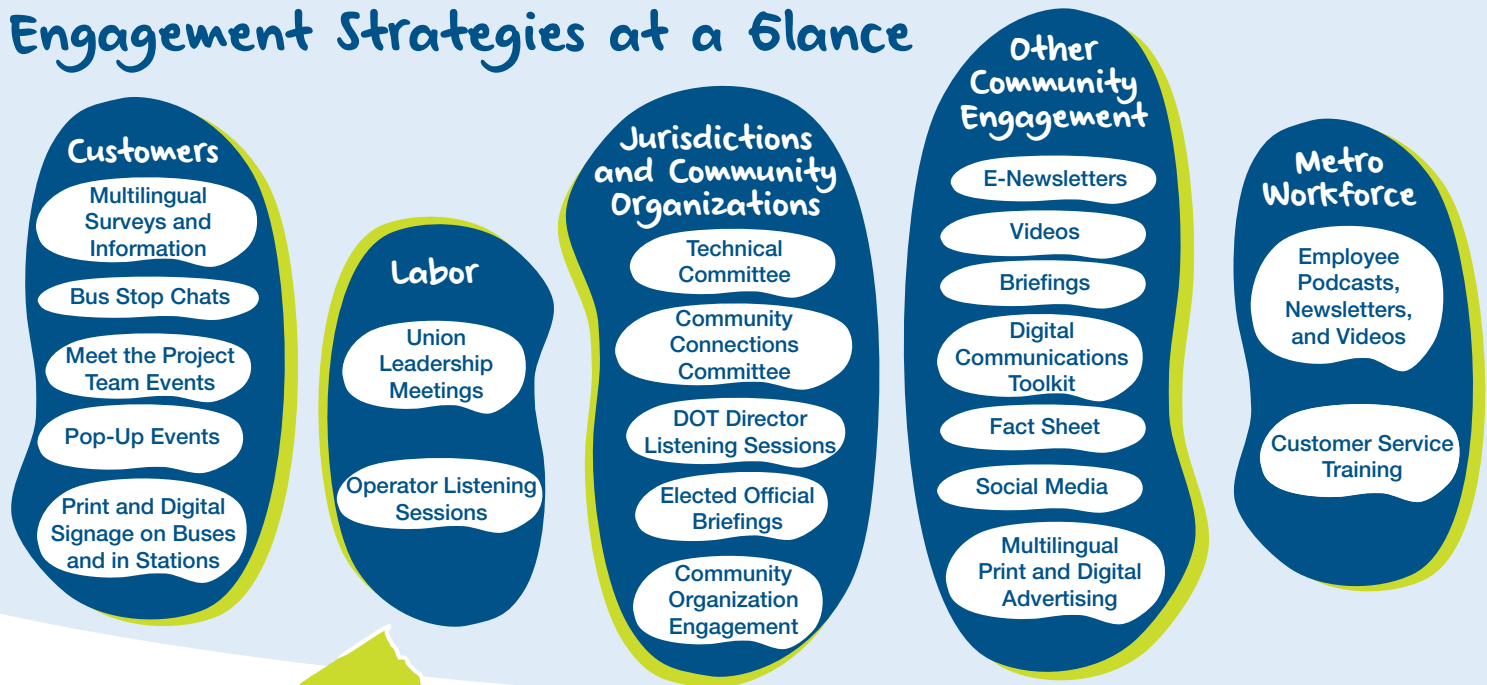 Engagement Strategies at a Glance
Customers
Multilingual
Surveys and
Information
Bus Stop Chats
Meet the Project
Team Events
Pop-Up Events
Print and Digital
Signage on Buses
and in Stations
Labor
Union
Leadership
Meetings
Operator Listening
Sessions
Jurisdictions
and Community
Organizations
Technical
Committee
Community
Connections
Committee
DOT Director
Listening Sessions
Elected Official
Briefings
Community
Organization
Engagement
Other
Community
Engagement
E-Newsletters
Videos
Briefings
Digital
Communications
Toolkit
Fact Sheet
Social Media
Multilingual
Print and Digital
Advertising
Metro
Workforce
Employee
Podcasts,
Newsletters,
and Videos
Customer Service
Training